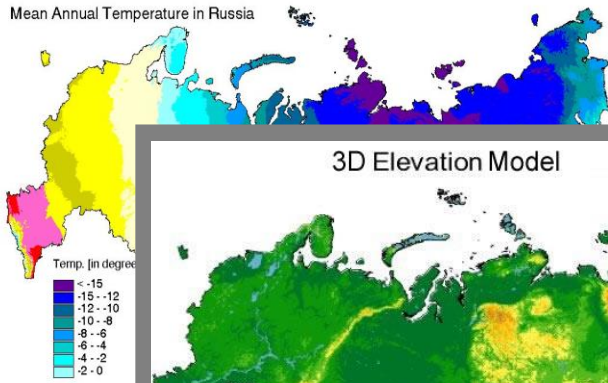 Mean Annual Temperature in Russia
3D Elevation Model
Temp. [in degree
< -15
-15 - -12
-12 - -10
-10 - -8
-8 - -6
-6 - -4
-4 - -2
-2 - 0